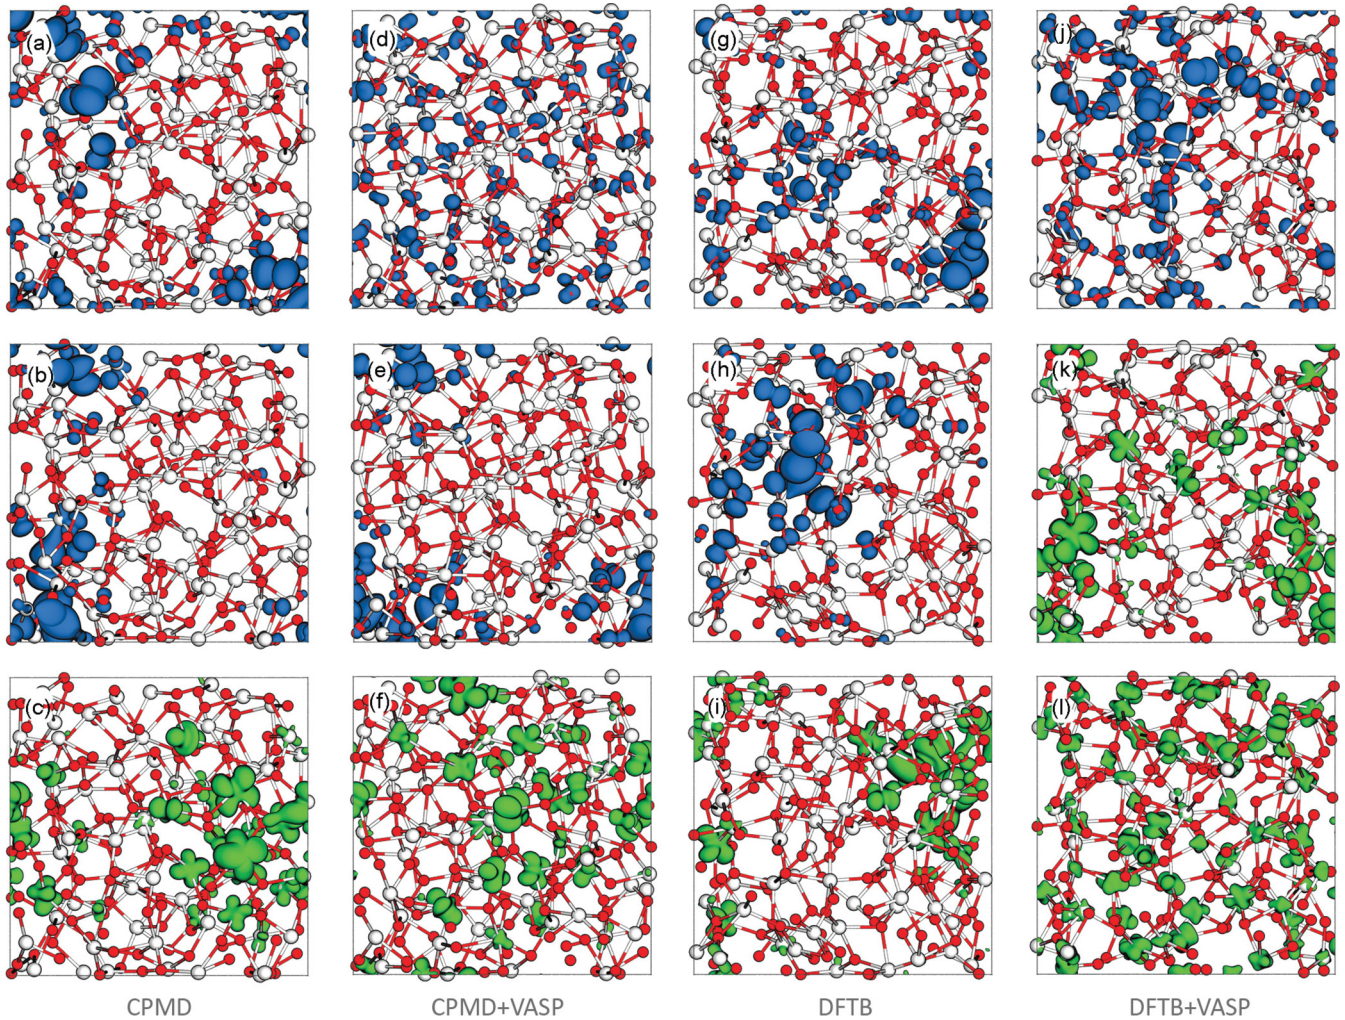 (a) (d) (g) (j)
(b) (e) (h) (k)
(c) (f) (i) (l)
CPMD CPMD+VASP DFTB DFTB+VASP